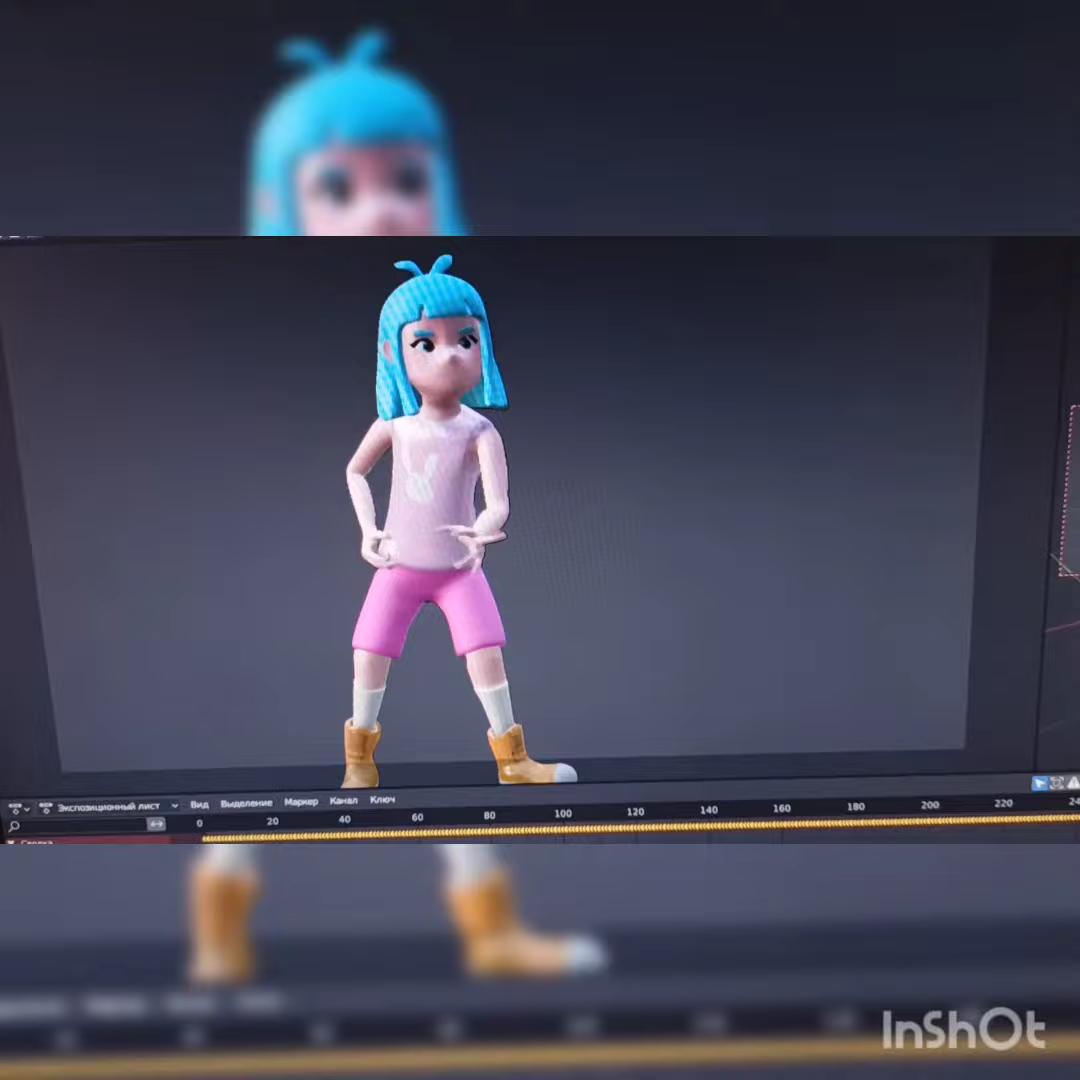 Экспозиционный лист Вид Выделение Маркер Канал Ключ
0 20 40 60 80 100 120 140 160 180 200 220
Сводка
InShOt